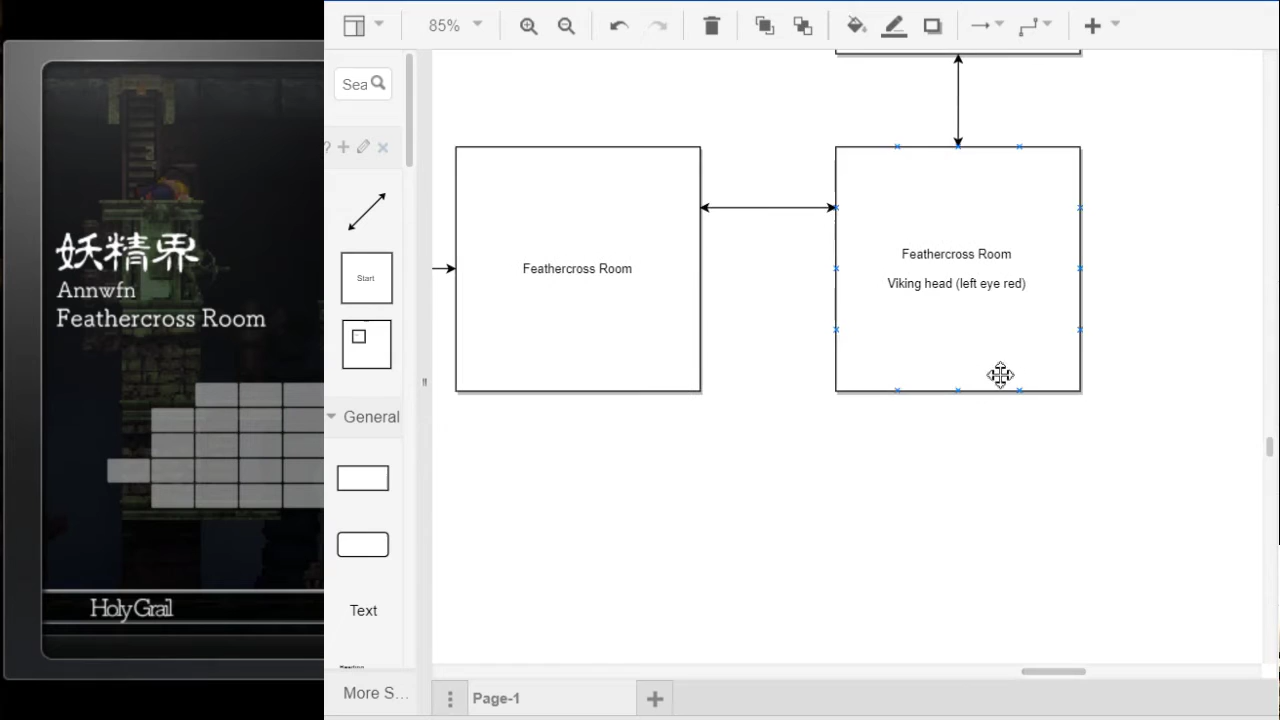 妖精界
Annwfn
Feathercross Room
Holy Grail
85%
Sea
?
Start
General
Text
More S...
Feathercross Room
Feathercross Room
Viking head (left eye red)
Page-1